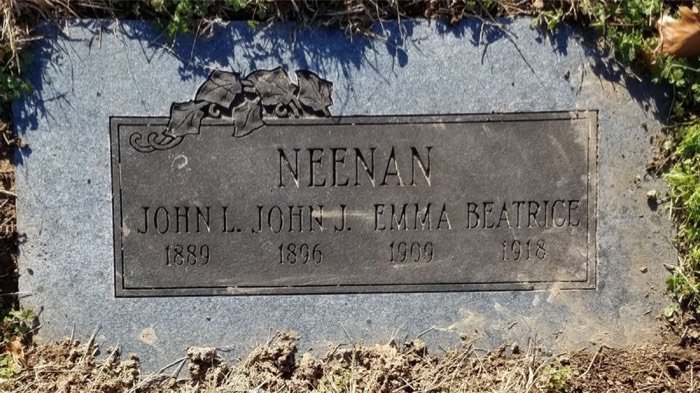 NEENAN
JOHN L. JOHN J. EMMA BEATRICE
1889 1896 1909 1918